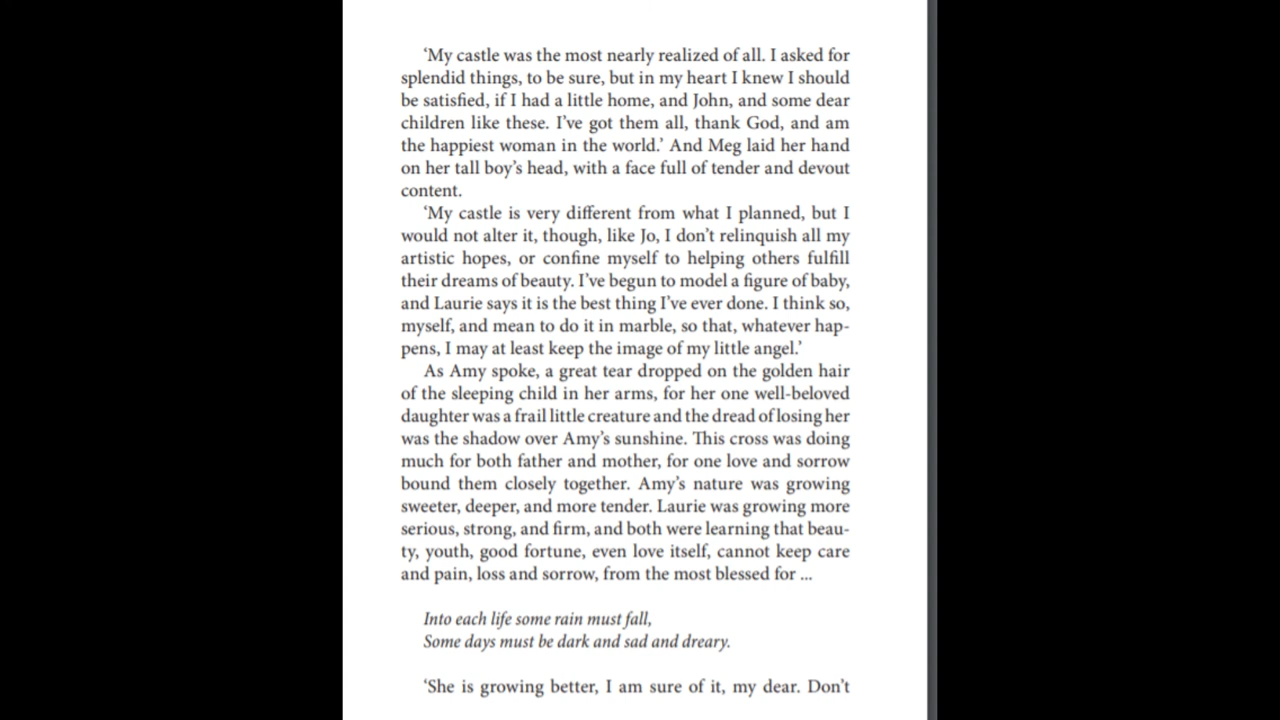 ‘My castle was the most nearly realized of all. I asked for
splendid things, to be sure, but in my heart I knew I should
be satisfied, if I had a little home, and John, and some dear
children like these. I’ve got them all, thank God, and am
the happiest woman in the world.’ And Meg laid her hand
on her tall boy’s head, with a face full of tender and devout
content.
‘My castle is very different from what I planned, but I
would not alter it, though, like Jo, I don’t relinquish all my
artistic hopes, or confine myself to helping others fulfill
their dreams of beauty. I’ve begun to model a figure of baby,
and Laurie says it is the best thing I’ve ever done. I think so,
myself, and mean to do it in marble, so that, whatever hap-
pens, I may at least keep the image of my little angel.’
As Amy spoke, a great tear dropped on the golden hair
of the sleeping child in her arms, for her one well-beloved
daughter was a frail little creature and the dread of losing her
was the shadow over Amy’s sunshine. This cross was doing
much for both father and mother, for one love and sorrow
bound them closely together. Amy’s nature was growing
sweeter, deeper, and more tender. Laurie was growing more
serious, strong, and firm, and both were learning that beau-
ty, youth, good fortune, even love itself, cannot keep care
and pain, loss and sorrow, from the most blessed for ...
Into each life some rain must fall,
Some days must be dark and sad and dreary.
‘She is growing better, I am sure of it, my dear. Don’t